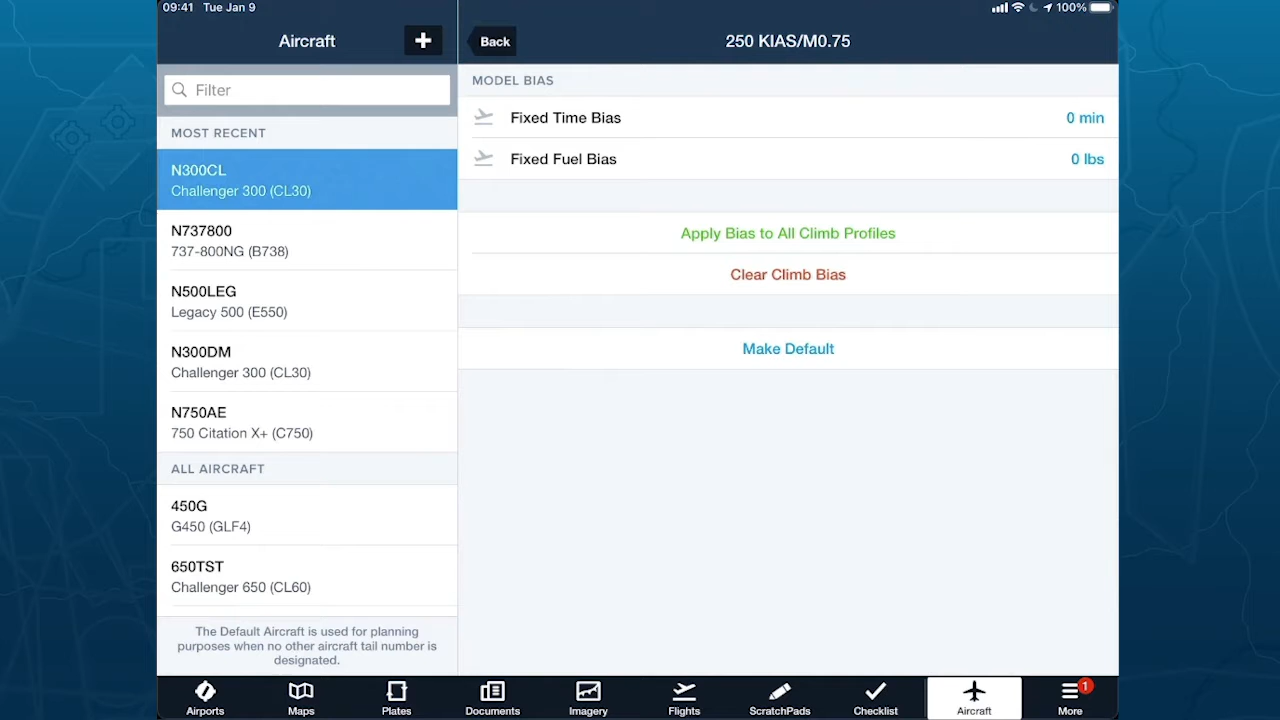 09:41 Tue Jan 9
100%
Aircraft
+
Back
250 KIAS/M0.75
Filter
MODEL BIAS
Fixed Time Bias
0 min
Fixed Fuel Bias
0 lbs
Apply Bias to All Climb Profiles
Clear Climb Bias
Make Default
MOST RECENT
N300CL
Challenger 300 (CL30)
N737800
737-800NG (B738)
N500LEG
Legacy 500 (E550)
N300DM
Challenger 300 (CL30)
N750AE
750 Citation X+ (C750)
ALL AIRCRAFT
450G
G450 (GLF4)
650TST
Challenger 650 (CL60)
The Default Aircraft is used for planning
purposes when no other aircraft tail number is
designated.
Airports
Maps
Plates
Documents
Imagery
Flights
ScratchPads
Checklist
Aircraft
1
More